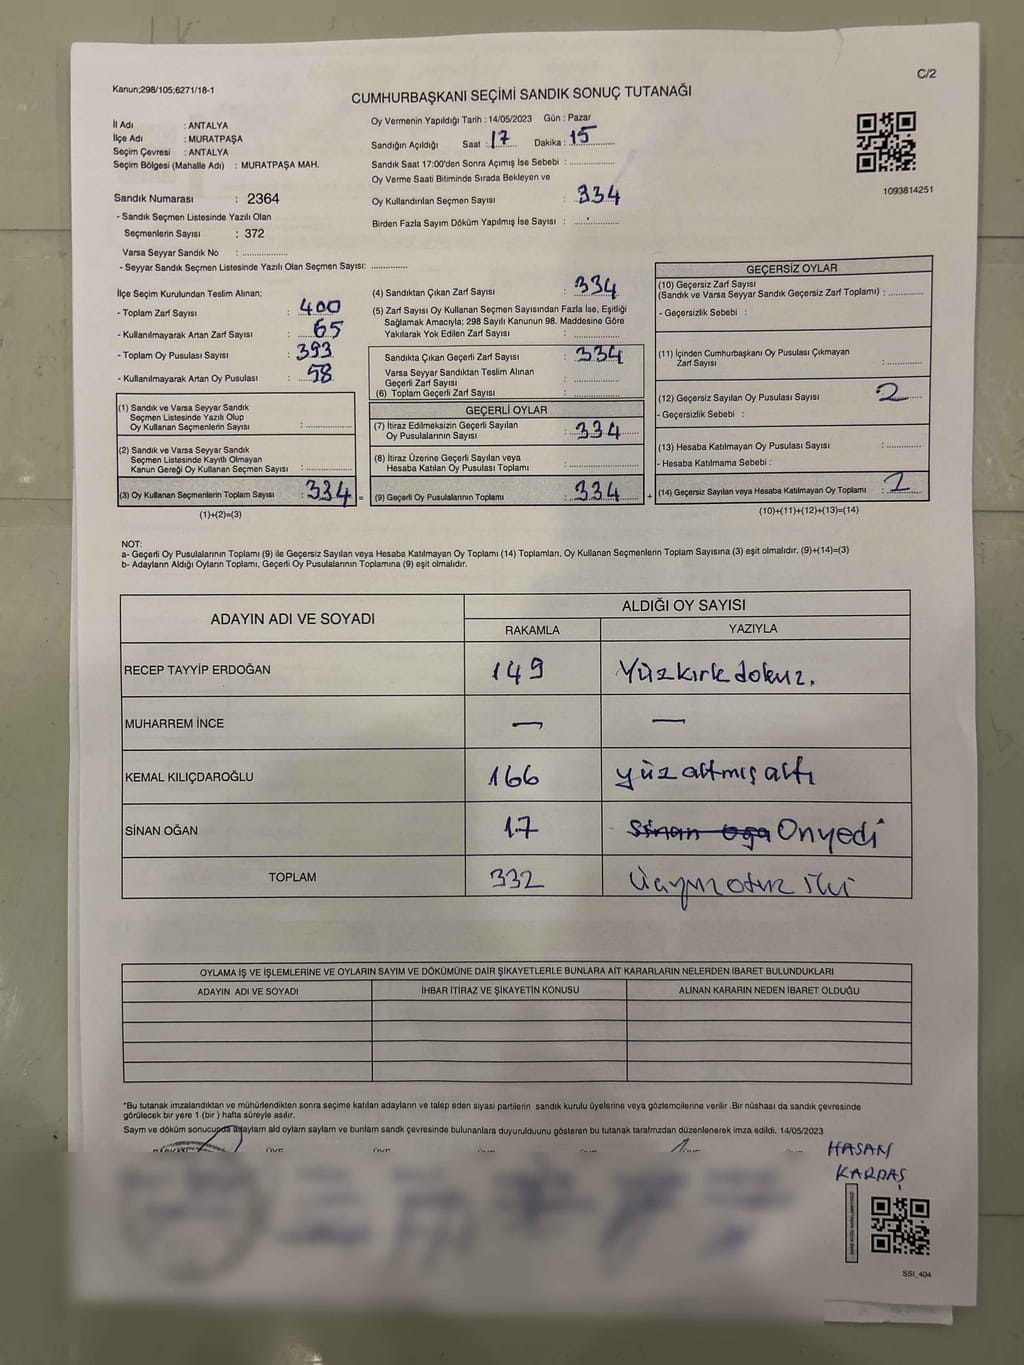 C/2
Kanun;298/105;6271/18-1
CUMHURBAŞKANI SEÇİMİ SANDIK SONUÇ TUTANAĞI
İl Adı : ANTALYA
İlçe Adı : MURATPAŞA
Seçim Çevresi : ANTALYA
Seçim Bölgesi (Mahalle Adı) : MURATPAŞA MAH.
Oy Vermenin Yapıldığı Tarih : 14/05/2023 Gün : Pazar
Sandığın Açıldığı Saat : 17 Dakika : 15
Sandık Saat 17:00'den Sonra Açımış İse Sebebi :
Oy Verme Saati Bitiminde Sırada Bekleyen ve
Oy Kullandırılan Seçmen Sayısı : 334
Birden Fazla Sayım Döküm Yapılmış İse Sayısı :
1093814251
Sandık Numarası : 2364
- Sandık Seçmen Listesinde Yazılı Olan
Seçmenlerin Sayısı : 372
Varsa Seyyar Sandık No :
- Seyyar Sandık Seçmen Listesinde Yazılı Olan Seçmen Sayısı:
İlçe Seçim Kurulundan Teslim Alınan;
- Toplam Zarf Sayısı : 400
- Kullanılmayarak Artan Zarf Sayısı : 65
- Toplam Oy Pusulası Sayısı : 393
- Kullanılmayarak Artan Oy Pusulası : 58
(1) Sandık ve Varsa Seyyar Sandık
Seçmen Listesinde Yazılı Olup
Oy Kullanan Seçmenlerin Sayısı :
(2) Sandık ve Varsa Seyyar Sandık
Seçmen Listesinde Kayıtlı Olmayan
Kanun Gereği Oy Kullanan Seçmen Sayısı :
(3) Oy Kullanan Seçmenlerin Toplam Sayısı : 334 =
(1)+(2)=(3)
(4) Sandıktan Çıkan Zarf Sayısı : 334
(5) Zarf Sayısı Oy Kullanan Seçmen Sayısından Fazla İse, Eşitliği
Sağlamak Amacıyla; 298 Sayılı Kanunun 98. Maddesine Göre
Yakılarak Yok Edilen Zarf Sayısı :
Sandıkta Çıkan Geçerli Zarf Sayısı : 334
Varsa Seyyar Sandıktan Teslim Alınan
Geçerli Zarf Sayısı :
(6) Toplam Geçerli Zarf Sayısı :
GEÇERLİ OYLAR
(7) İtiraz Edilmeksizin Geçerli Sayılan
Oy Pusulalarının Sayısı : 334
(8) İtiraz Üzerine Geçerli Sayılan veya
Hesaba Katılan Oy Pusulası Toplamı :
(9) Geçerli Oy Pusulalarının Toplamı : 334 +
GEÇERSİZ OYLAR
(10) Geçersiz Zarf Sayısı
(Sandık ve Varsa Seyyar Sandık Geçersiz Zarf Toplamı) :
- Geçersizlik Sebebi :
(11) İçinden Cumhurbaşkanı Oy Pusulası Çıkmayan
Zarf Sayısı :
(12) Geçersiz Sayılan Oy Pusulası Sayısı : 2
- Geçersizlik Sebebi :
(13) Hesaba Katılmayan Oy Pusulası Sayısı :
- Hesaba Katılmama Sebebi :
(14) Geçersiz Sayılan veya Hesaba Katılmayan Oy Toplamı :
(10)+(11)+(12)+(13)=(14)
NOT:
a- Geçerli Oy Pusulalarının Toplamı (9) ile Geçersiz Sayılan veya Hesaba Katılmayan Oy Toplamı (14) Toplamları, Oy Kullanan Seçmenlerin Toplam Sayısına (3) eşit olmalıdır. (9)+(14)=(3)
b- Adayların Aldığı Oyların Toplamı, Geçerli Oy Pusulalarının Toplamına (9) eşit olmalıdır.
ADAYIN ADI VE SOYADI ALDIĞI OY SAYISI
RAKAMLA YAZIYLA
RECEP TAYYİP ERDOĞAN 149 Yüzkırk dokuz.
MUHARREM İNCE — —
KEMAL KILIÇDAROĞLU 166 yüz altmış altı
SİNAN OĞAN 17 Sinan oğa Onyedi
TOPLAM 332 Üçyüz otuz iki
OYLAMA İŞ VE İŞLEMLERİNE VE OYLARIN SAYIM VE DÖKÜMÜNE DAİR ŞİKAYETLERLE BUNLARA AİT KARARLARIN NELERDEN İBARET BULUNDUKLARI
ADAYIN ADI VE SOYADI İHBAR İTİRAZ VE ŞİKAYETİN KONUSU ALINAN KARARIN NEDEN İBARET OLDUĞU
*Bu tutanak imzalandıktan ve mühürlendikten sonra seçime katılan adayların ve talep eden siyasi partilerin sandık kurulu üyelerine veya gözlemcilerine verilir .Bir nüshası da sandık çevresinde
görülecek bir yere 1 (bir ) hafta süreyle asılır.
Sayım ve döküm sonucunda adayların ald oyların sayların ve bunların sandk çevresinde bulunanlara duyurulduunu gösteren bu tutanak tarafmzdan düzenlenerek imza edildi. 14/05/2023
HASAN
KARDAŞ
SSI_404